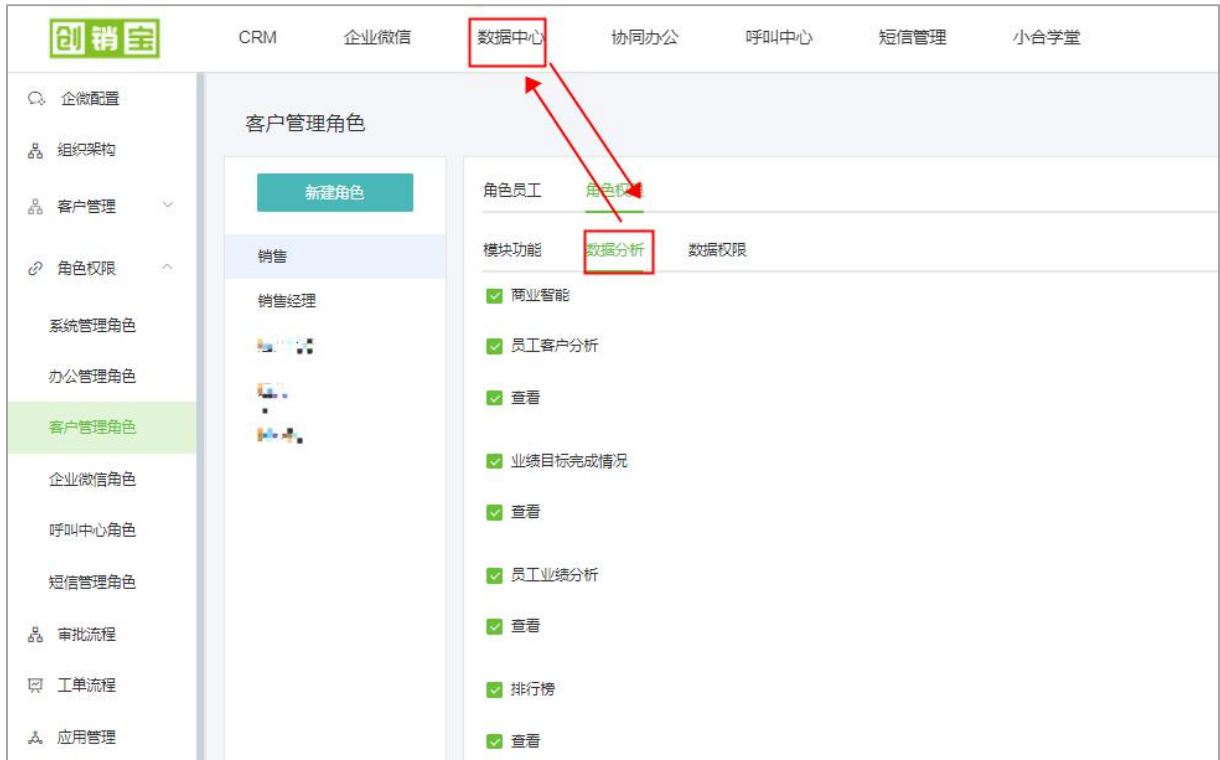 创销宝
CRM 企业微信 数据中心 协同办公 呼叫中心 短信管理 小合学堂
企微配置
组织架构
客户管理
角色权限
系统管理角色
办公管理角色
客户管理角色
企业微信角色
呼叫中心角色
短信管理角色
审批流程
工单流程
应用管理
客户管理角色
新建角色
销售
销售经理
角色员工 角色权限
模块功能 数据分析 数据权限
商业智能
员工客户分析
查看
业绩目标完成情况
查看
员工业绩分析
查看
排行榜
查看